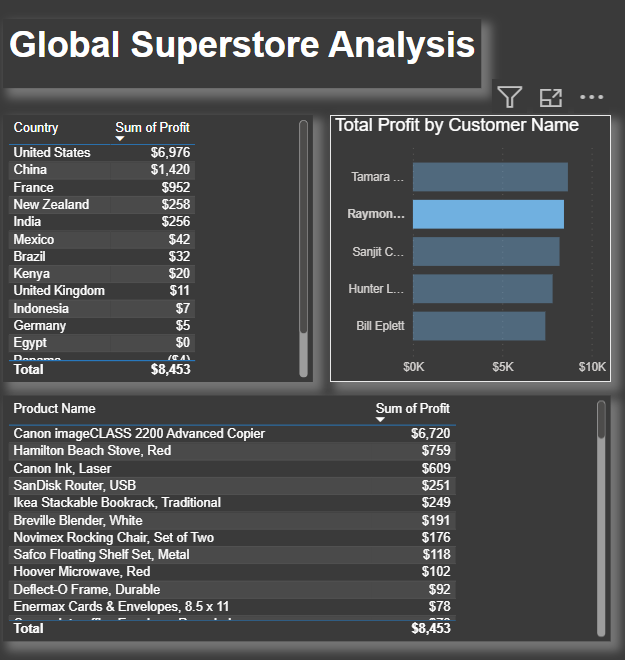 Global Superstore Analysis
Country Sum of Profit
United States $6,976
China $1,420
France $952
New Zealand $258
India $256
Mexico $42
Brazil $32
Kenya $20
United Kingdom $11
Indonesia $7
Germany $5
Egypt $0
Panama ($4)
Total $8,453
Total Profit by Customer Name
Tamara ...
Raymon...
Sanjit C...
Hunter L...
Bill Eplett
$0K $5K $10K
Product Name Sum of Profit
Canon imageCLASS 2200 Advanced Copier $6,720
Hamilton Beach Stove, Red $759
Canon Ink, Laser $609
SanDisk Router, USB $251
Ikea Stackable Bookrack, Traditional $249
Breville Blender, White $191
Novimex Rocking Chair, Set of Two $176
Safco Floating Shelf Set, Metal $118
Hoover Microwave, Red $102
Deflect-O Frame, Durable $92
Enermax Cards & Envelopes, 8.5 x 11 $78
Total $8,453